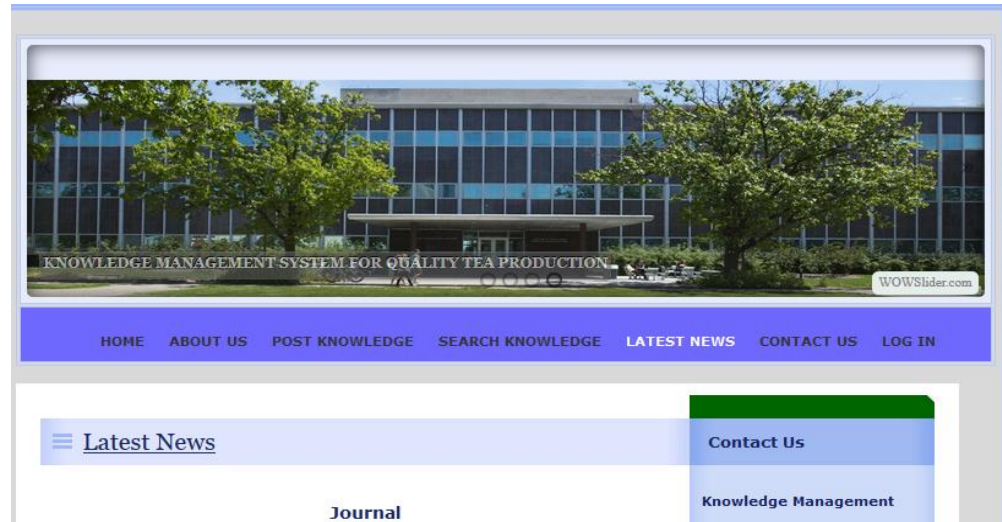 KNOWLEDGE MANAGEMENT SYSTEM FOR QUALITY TEA PRODUCTION
WOWSlider.com
HOME ABOUT US POST KNOWLEDGE SEARCH KNOWLEDGE LATEST NEWS CONTACT US LOG IN
Latest News
Contact Us
Journal
Knowledge Management